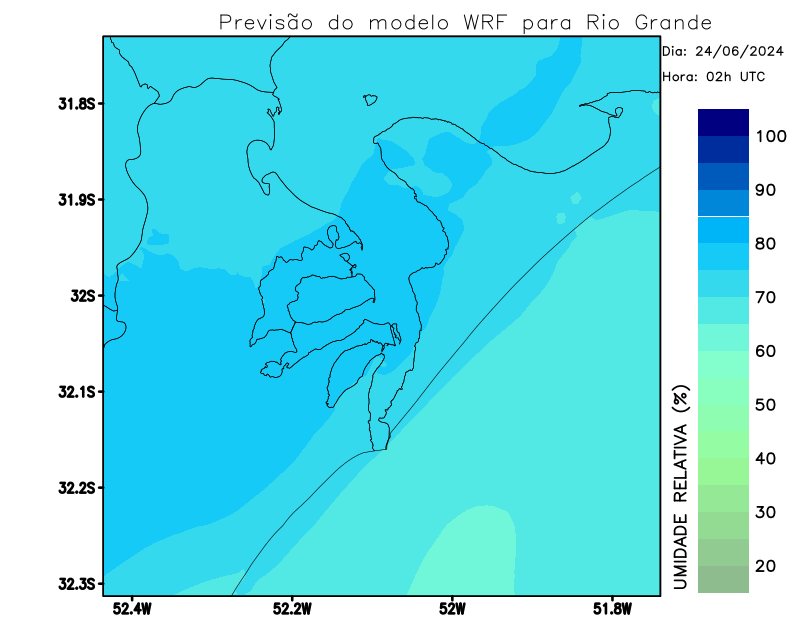 Previsão do modelo WRF para Rio Grande
Dia: 24/06/2024
Hora: 02h UTC
31.8S
31.9S
32S
32.1S
32.2S
32.3S
52.4W
52.2W
52W
51.8W
100
90
80
70
60
50
40
30
20
UMIDADE RELATIVA (%)